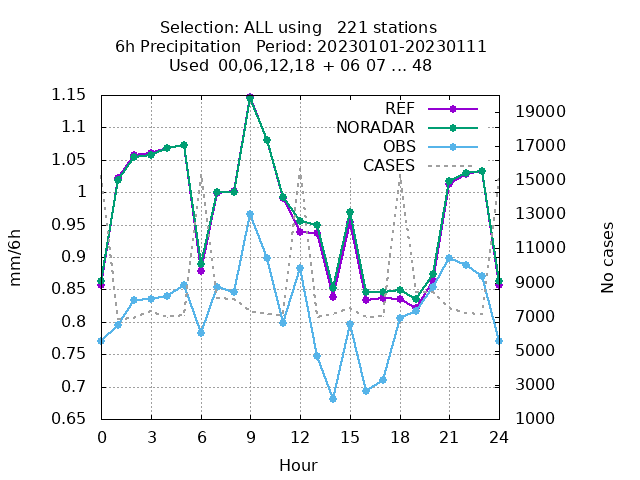 Selection: ALL using   221 stations
6h Precipitation   Period: 20230101-20230111
Used  00,06,12,18  + 06 07 ... 48
REF
NORADAR
OBS
CASES
1.15
1.1
1.05
1
0.95
0.9
0.85
0.8
0.75
0.7
0.65
mm/6h
19000
17000
15000
13000
11000
9000
7000
5000
3000
1000
No cases
0 3 6 9 12 15 18 21 24
Hour